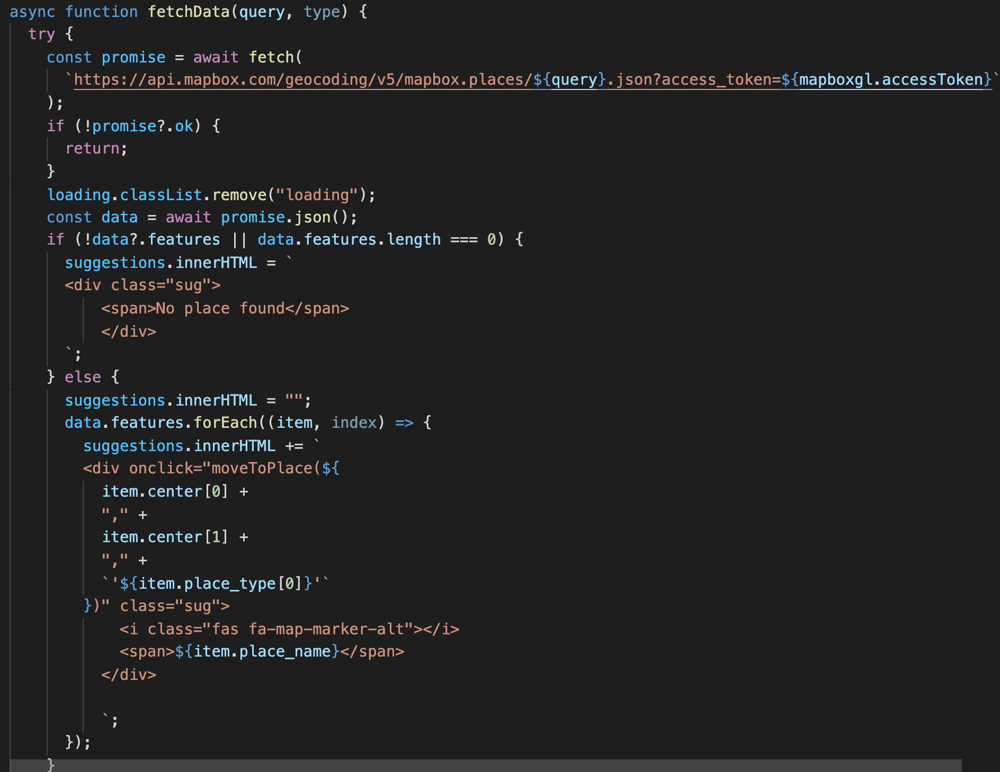 async function fetchData(query, type) {
  try {
    const promise = await fetch(
      `https://api.mapbox.com/geocoding/v5/mapbox.places/${query}.json?access_token=${mapboxgl.accessToken}`
    );
    if (!promise?.ok) {
      return;
    }
    loading.classList.remove("loading");
    const data = await promise.json();
    if (!data?.features || data.features.length === 0) {
      suggestions.innerHTML = `
      <div class="sug">
          <span>No place found</span>
          </div>
      `;
    } else {
      suggestions.innerHTML = "";
      data.features.forEach((item, index) => {
        suggestions.innerHTML += `
        <div onclick="moveToPlace(${
          item.center[0] +
          "," +
          item.center[1] +
          "," +
          `'${item.place_type[0]}'`
        })" class="sug">
            <i class="fas fa-map-marker-alt"></i>
            <span>${item.place_name}</span>
          </div>

          `;
      });
    }